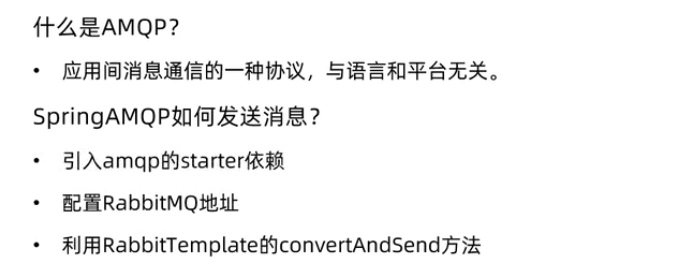 什么是AMQP？
• 应用间消息通信的一种协议，与语言和平台无关。
SpringAMQP如何发送消息？
• 引入amqp的starter依赖
• 配置RabbitMQ地址
• 利用RabbitTemplate的convertAndSend方法